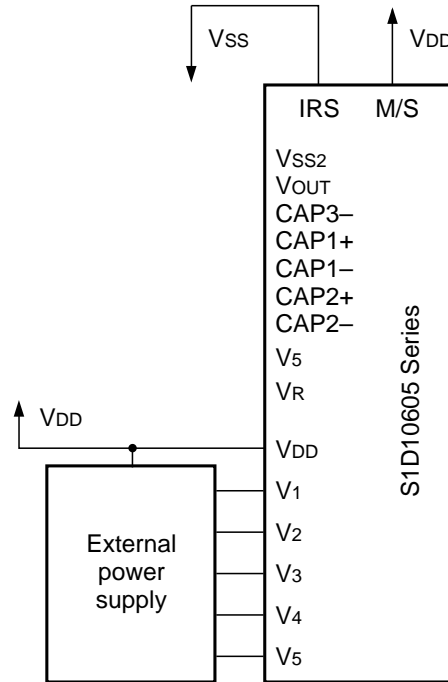 VSS
VDD
IRS M/S
VSS2
VOUT
CAP3–
CAP1+
CAP1–
CAP2+
CAP2–
V5
VR
S1D10605 Series
VDD
VDD
V1
V2
V3
V4
V5
External
power
supply